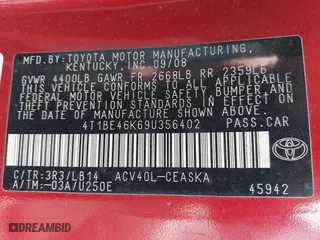 MFD.BY:TOYOTA MOTOR MANUFACTURING,
KENTUCKY,INC.09/08
GVWR 4400LB GAWR FR 2668LB RR 2359LB
THIS VEHICLE CONFORMS TO ALL APPLICABLE
FEDERAL MOTOR VEHICLE SAFETY, BUMPER, AND
THEFT PREVENTION STANDARDS IN EFFECT ON
THE DATE OF MANUFACTURE SHOWN ABOVE.
4T1BE46K69U356402 PASS.CAR
C/TR:3R3/LB14 ACV40L-CEASKA
A/TM:-03A/U250E 45942
TOYOTA